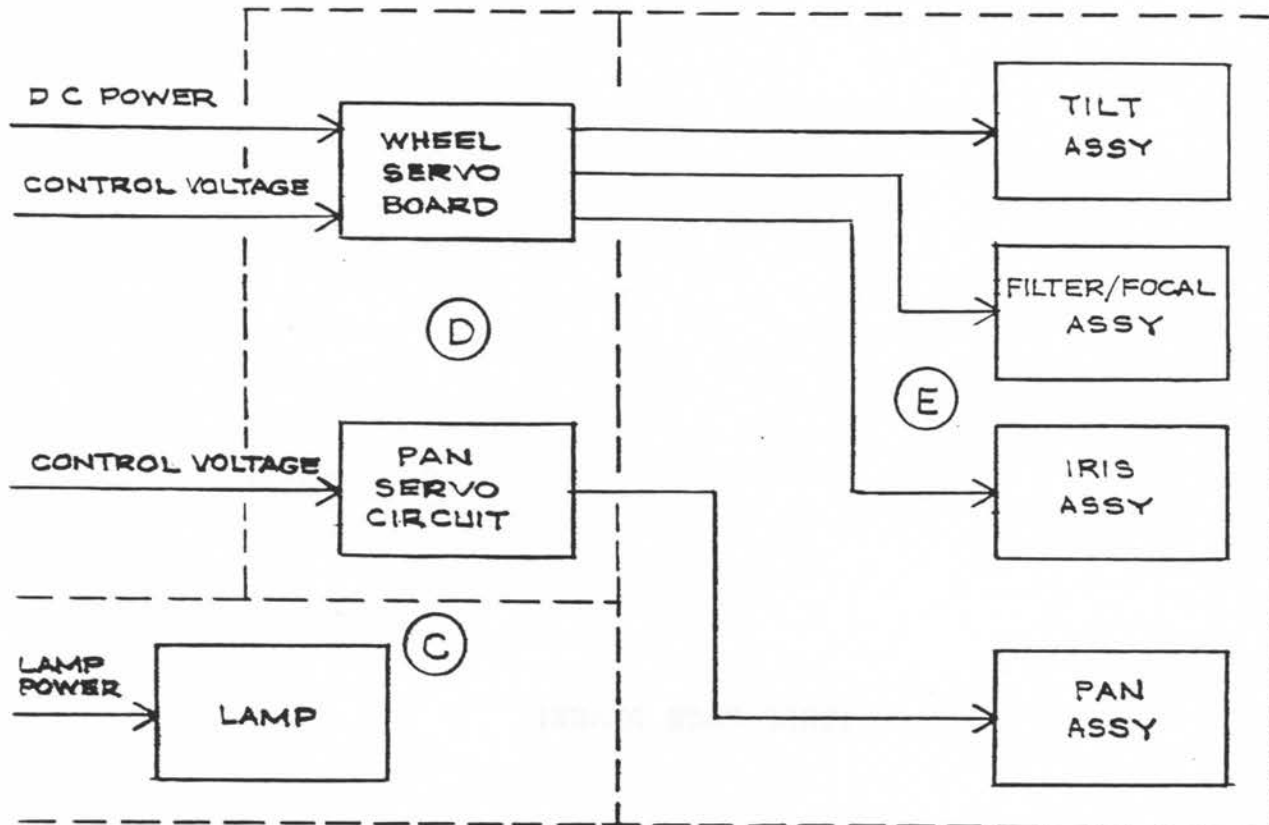 D C POWER
CONTROL VOLTAGE
WHEEL
SERVO
BOARD
TILT
ASSY
FILTER/FOCAL
ASSY
D
E
CONTROL VOLTAGE
PAN
SERVO
CIRCUIT
IRIS
ASSY
C
LAMP
POWER
LAMP
PAN
ASSY